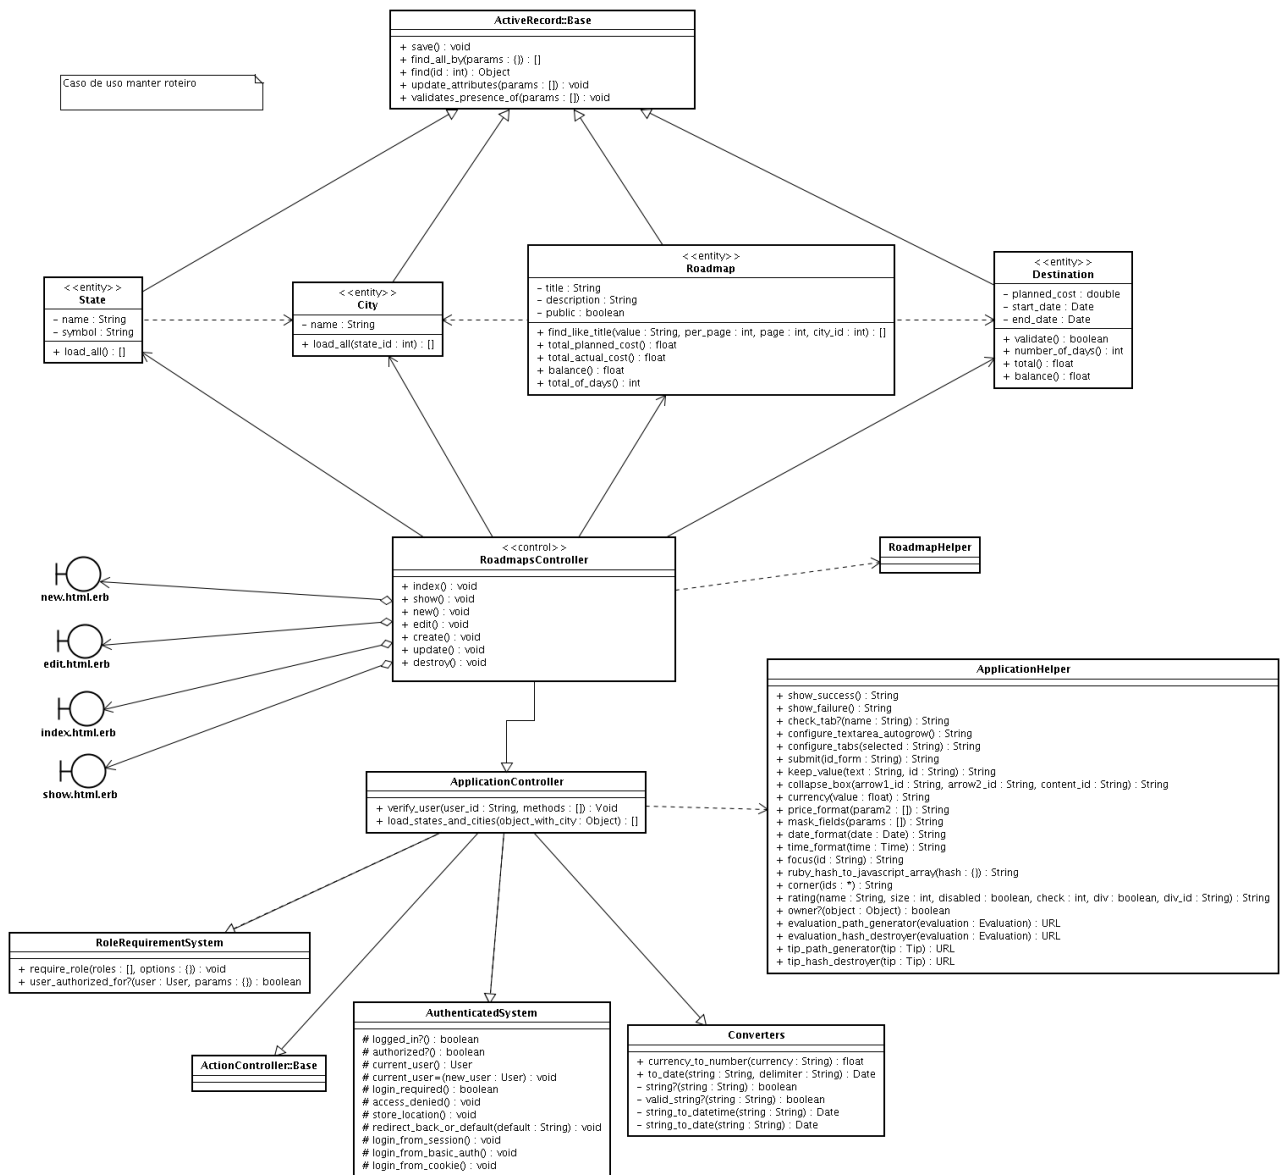 ActiveRecord::Base
+ save() : void
+ find_all_by(params : {}) : []
+ find(id : int) : Object
+ update_attributes(params : []) : void
+ validates_presence_of(params : []) : void
Caso de uso manter roteiro
<<entity>>
State
– name : String
– symbol : String
+ load_all() : []
<<entity>>
City
– name : String
+ load_all(state_id : int) : []
<<entity>>
Roadmap
– title : String
– description : String
– public : boolean
+ find_like_title(value : String, per_page : int, page : int, city_id : int) : []
+ total_planned_cost() : float
+ total_actual_cost() : float
+ balance() : float
+ total_of_days() : int
<<entity>>
Destination
– planned_cost : double
– start_date : Date
– end_date : Date
+ validate() : boolean
+ number_of_days() : int
+ total() : float
+ balance() : float
<<control>>
RoadmapsController
+ index() : void
+ show() : void
+ new() : void
+ edit() : void
+ create() : void
+ update() : void
+ destroy() : void
RoadmapHelper
new.html.erb
edit.html.erb
index.html.erb
show.html.erb
ApplicationHelper
+ show_success() : String
+ show_failure() : String
+ check_tab?(name : String) : String
+ configure_textarea_autogrow() : String
+ configure_tabs(selected : String) : String
+ submit(id_form : String) : String
+ keep_value(text : String, id : String) : String
+ collapse_box(arrow1_id : String, arrow2_id : String, content_id : String) : String
+ currency(value : float) : String
+ price_format(param2 : []) : String
+ mask_fields(params : []) : String
+ date_format(date : Date) : String
+ time_format(time : Time) : String
+ focus(id : String) : String
+ ruby_hash_to_javascript_array(hash : {}) : String
+ corner(ids : *) : String
+ rating(name : String, size : int, disabled : boolean, check : int, div : boolean, div_id : String) : String
+ owner?(object : Object) : boolean
+ evaluation_path_generator(evaluation : Evaluation) : URL
+ evaluation_hash_destroyer(evaluation : Evaluation) : URL
+ tip_path_generator(tip : Tip) : URL
+ tip_hash_destroyer(tip : Tip) : URL
ApplicationController
+ verify_user(user_id : String, methods : []) : Void
+ load_states_and_cities(object_with_city : Object) : []
RoleRequirementSystem
+ require_role(roles : [], options : {}) : void
+ user_authorized_for?(user : User, params : {}) : boolean
ActionController::Base
AuthenticatedSystem
# logged_in?() : boolean
# authorized?() : boolean
# current_user() : User
# current_user=(new_user : User) : void
# login_required() : boolean
# access_denied() : void
# store_location() : void
# redirect_back_or_default(default : String) : void
# login_from_session() : void
# login_from_basic_auth() : void
# login_from_cookie() : void
Converters
+ currency_to_number(currency : String) : float
+ to_date(string : String, delimiter : String) : Date
– string?(string : String) : boolean
– valid_string?(string : String) : boolean
– string_to_datetime(string : String) : Date
– string_to_date(string : String) : Date